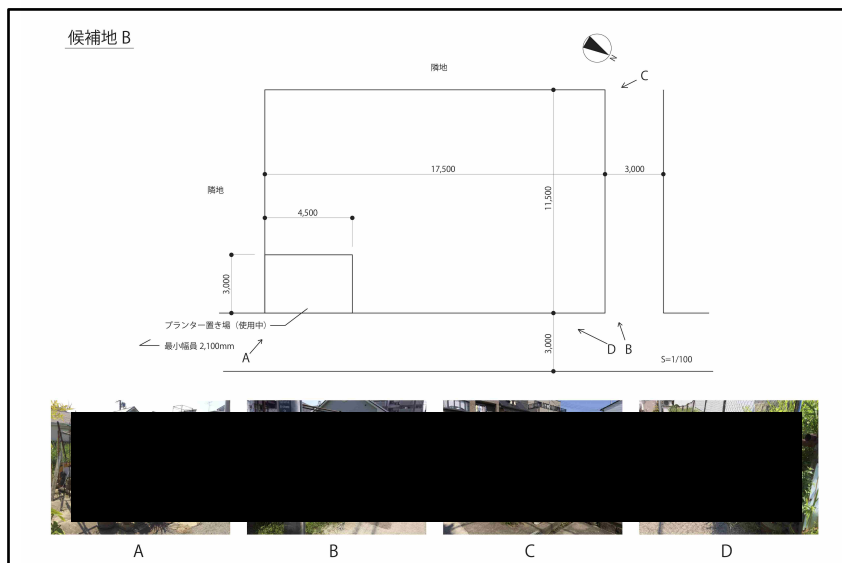 候補地 B
N
隣地
C
17,500
3,000
隣地
11,500
4,500
3,000
プランター置き場（使用中）
最小幅員 2,100mm
A
3,000
D
B
S=1/100
A
B
C
D